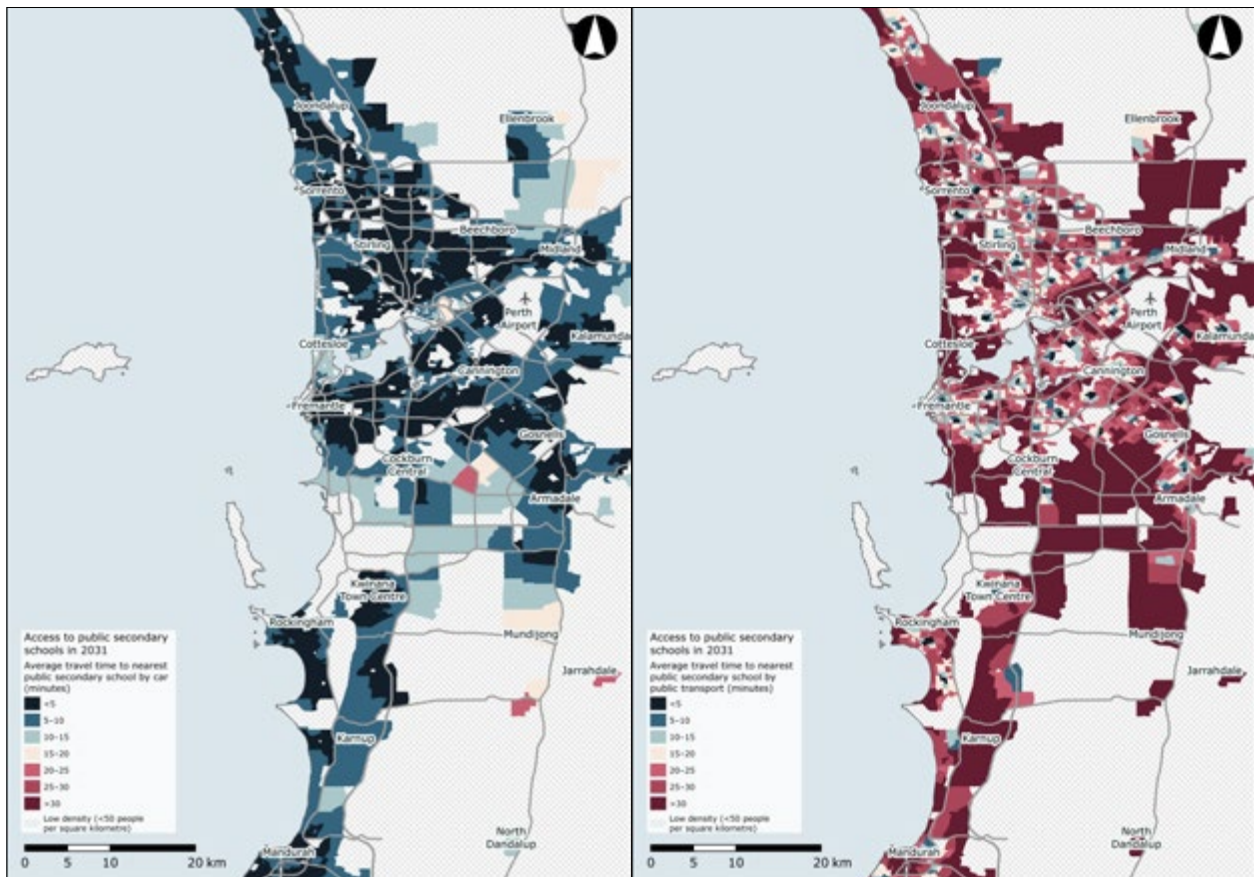 Joondalup
Ellenbrook
Sorrento
Beechboro
Stirling
Midland
Perth
Airport
Kalamunda
Cottesloe
Cannington
Fremantle
Gosnells
Cockburn
Central
Armadale
Kwinana
Town Centre
Rockingham
Mundijong
Jarrahdale
Karnup
North
Dandalup
Mandurah
Access to public secondary
schools in 2031
Average travel time to nearest
public secondary school by car
(minutes)
<5
5–10
10–15
15–20
20–25
25–30
>30
Low density (<50 people
per square kilometre)
0 5 10 20 km
Joondalup
Ellenbrook
Sorrento
Beechboro
Stirling
Midland
Perth
Airport
Kalamunda
Cottesloe
Cannington
Fremantle
Gosnells
Cockburn
Central
Armadale
Kwinana
Town Centre
Rockingham
Mundijong
Jarrahdale
Karnup
North
Dandalup
Mandurah
Access to public secondary
schools in 2031
Average travel time to nearest
public secondary school by
public transport (minutes)
<5
5–10
10–15
15–20
20–25
25–30
>30
Low density (<50 people
per square kilometre)
0 5 10 20 km